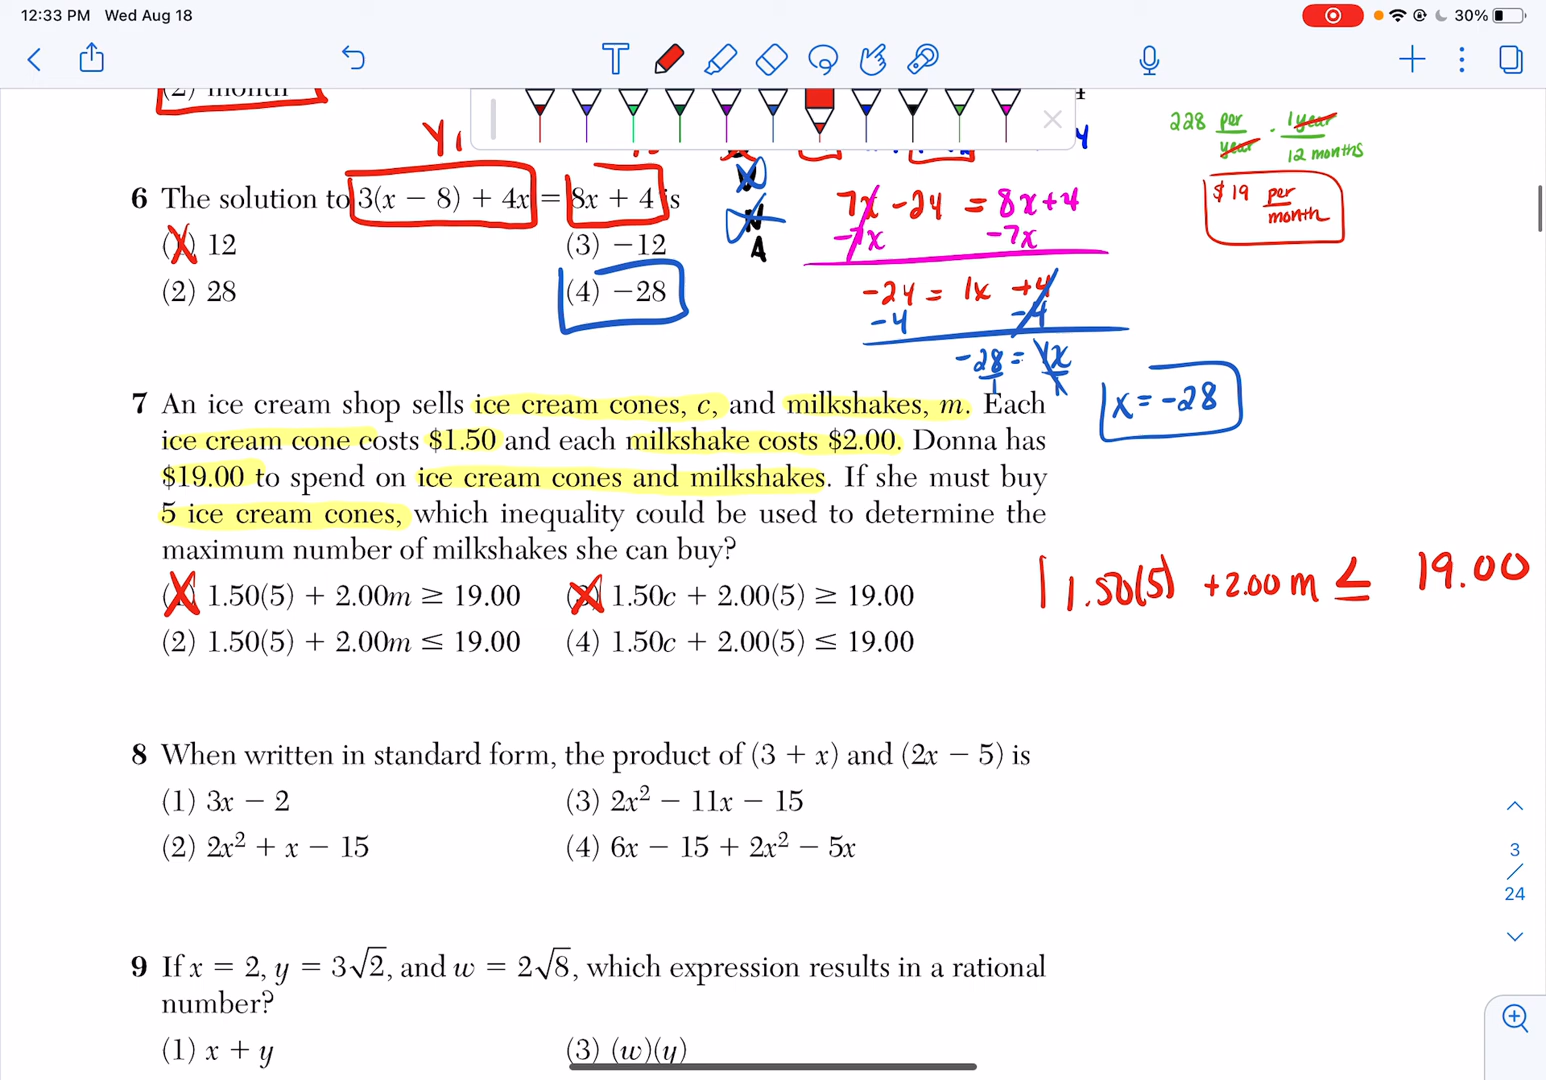 12:33 PM Wed Aug 18
30%
(2) month
Y1
4
228 per year · 1 year 12 months
$19 per month
6 The solution to 3(x − 8) + 4x = 8x + 4 is
(1) 12 (3) −12
(2) 28 (4) −28
N
A
7x -24 = 8x+4
-7x -7x
-24 = 1x +4
-4 -4
-28 = 1x
1 1
x = -28
7 An ice cream shop sells ice cream cones, c, and milkshakes, m. Each
ice cream cone costs $1.50 and each milkshake costs $2.00. Donna has
$19.00 to spend on ice cream cones and milkshakes. If she must buy
5 ice cream cones, which inequality could be used to determine the
maximum number of milkshakes she can buy?
1.50(5) + 2.00m ≥ 19.00 1.50c + 2.00(5) ≥ 19.00
(2) 1.50(5) + 2.00m ≤ 19.00 (4) 1.50c + 2.00(5) ≤ 19.00
1.50(5) +2.00m ≤ 19.00
8 When written in standard form, the product of (3 + x) and (2x − 5) is
(1) 3x − 2 (3) 2x² − 11x − 15
(2) 2x² + x − 15 (4) 6x − 15 + 2x² − 5x
3
/
24
9 If x = 2, y = 3√2, and w = 2√8, which expression results in a rational
number?
(1) x + y (3) (w)(y)